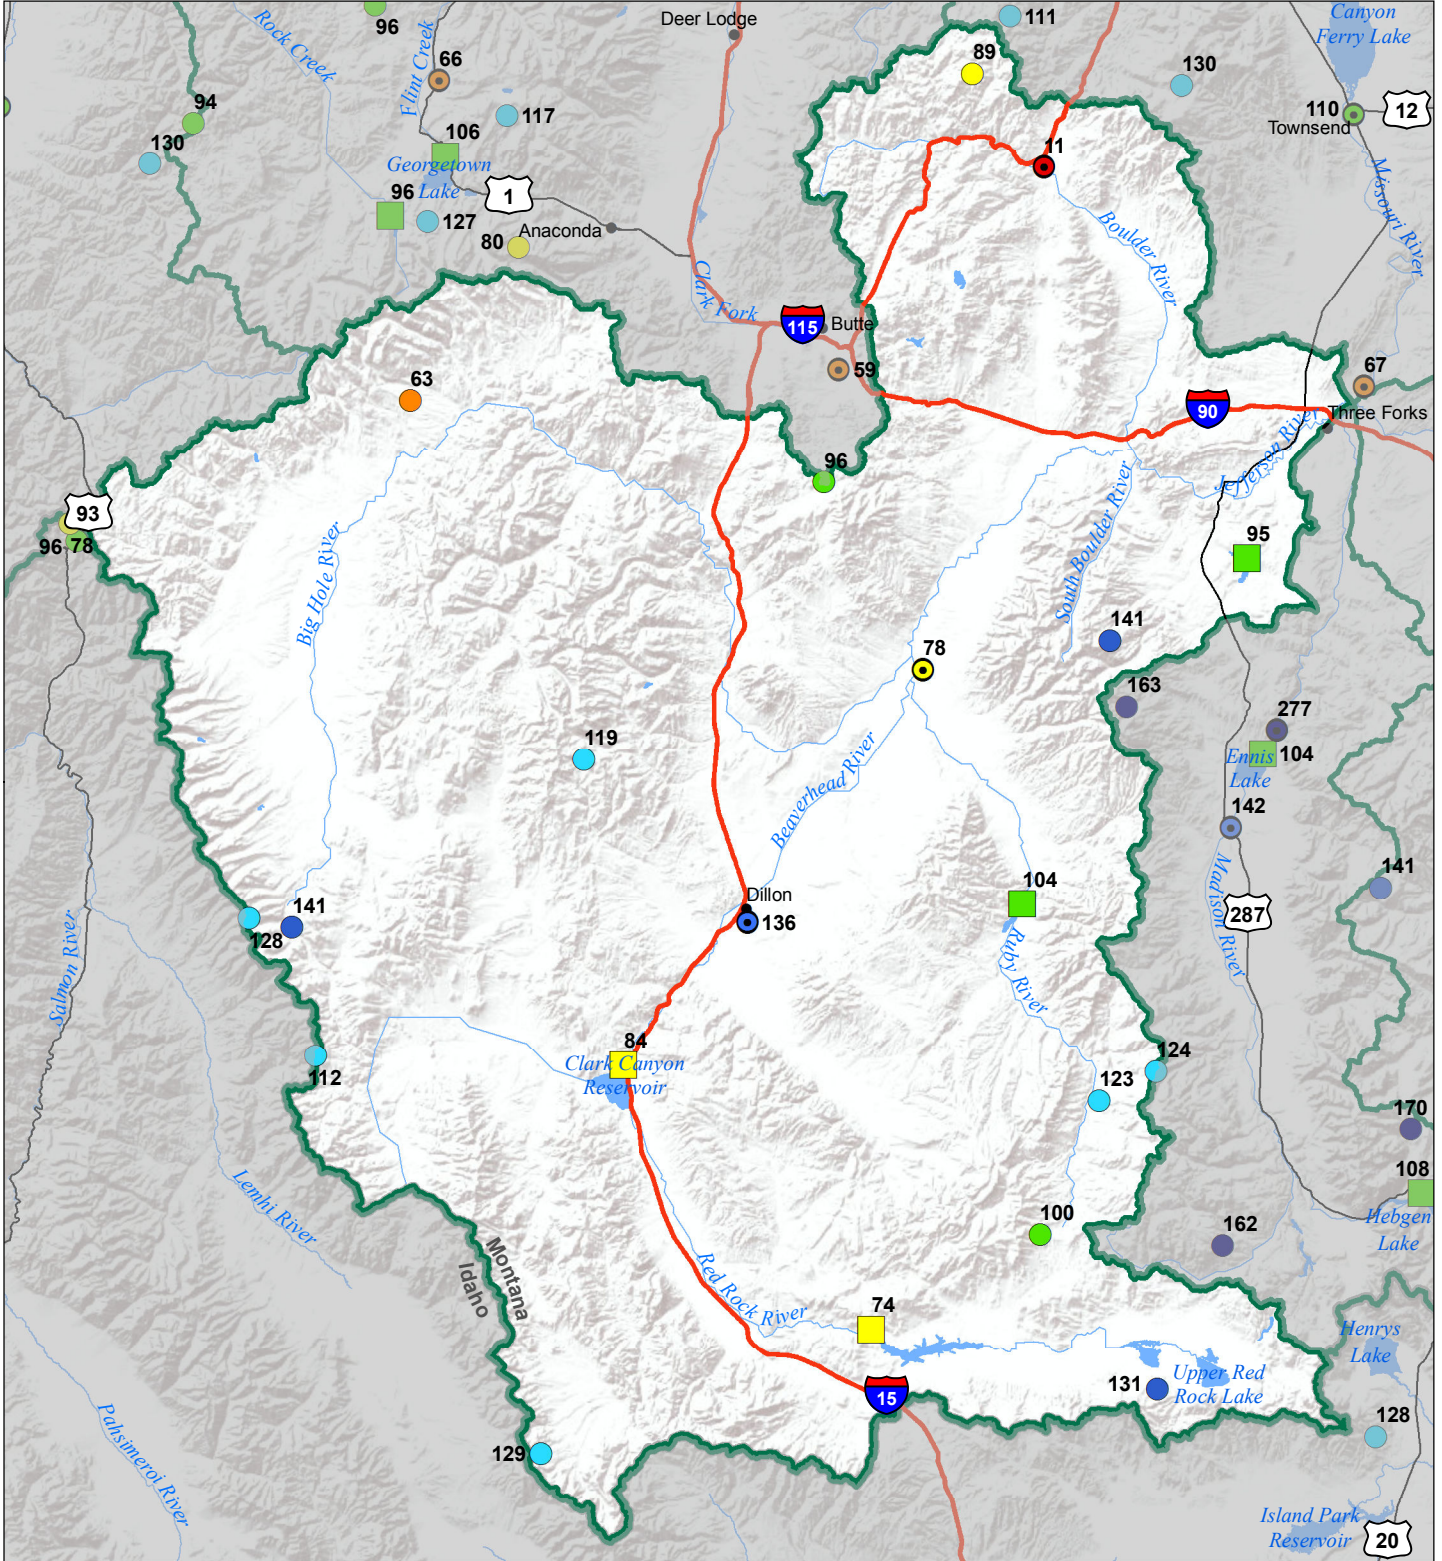 Deer Lodge
111
Canyon
Ferry Lake
96
Rock Creek
Flint Creek
66
89
130
94
117
110
12
Townsend
130
106
Georgetown
Lake
11
Missouri River
96
1
127
80
Anaconda
Boulder River
Clark Fork
115
Butte
59
63
67
90
Three Forks
Jefferson River
96
93
96
78
95
Big Hole River
South Boulder River
141
78
163
277
119
Ennis
Lake
104
Beaverhead River
142
Madison River
141
104
Dillon
136
287
141
128
Salmon River
Ruby River
84
Clark Canyon
Reservoir
124
112
123
170
108
Lemhi River
100
162
Hebgen
Lake
Montana
Idaho
Red Rock River
74
Henrys
Lake
15
131
Upper Red
Rock Lake
128
Pahsimeroi River
129
Island Park
Reservoir
20